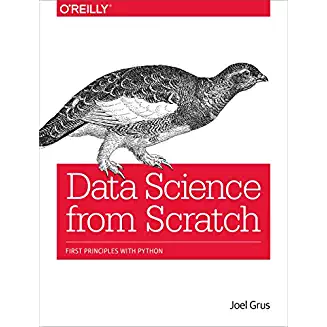 O'REILLY®
Data Science
from Scratch
FIRST PRINCIPLES WITH PYTHON
Joel Grus